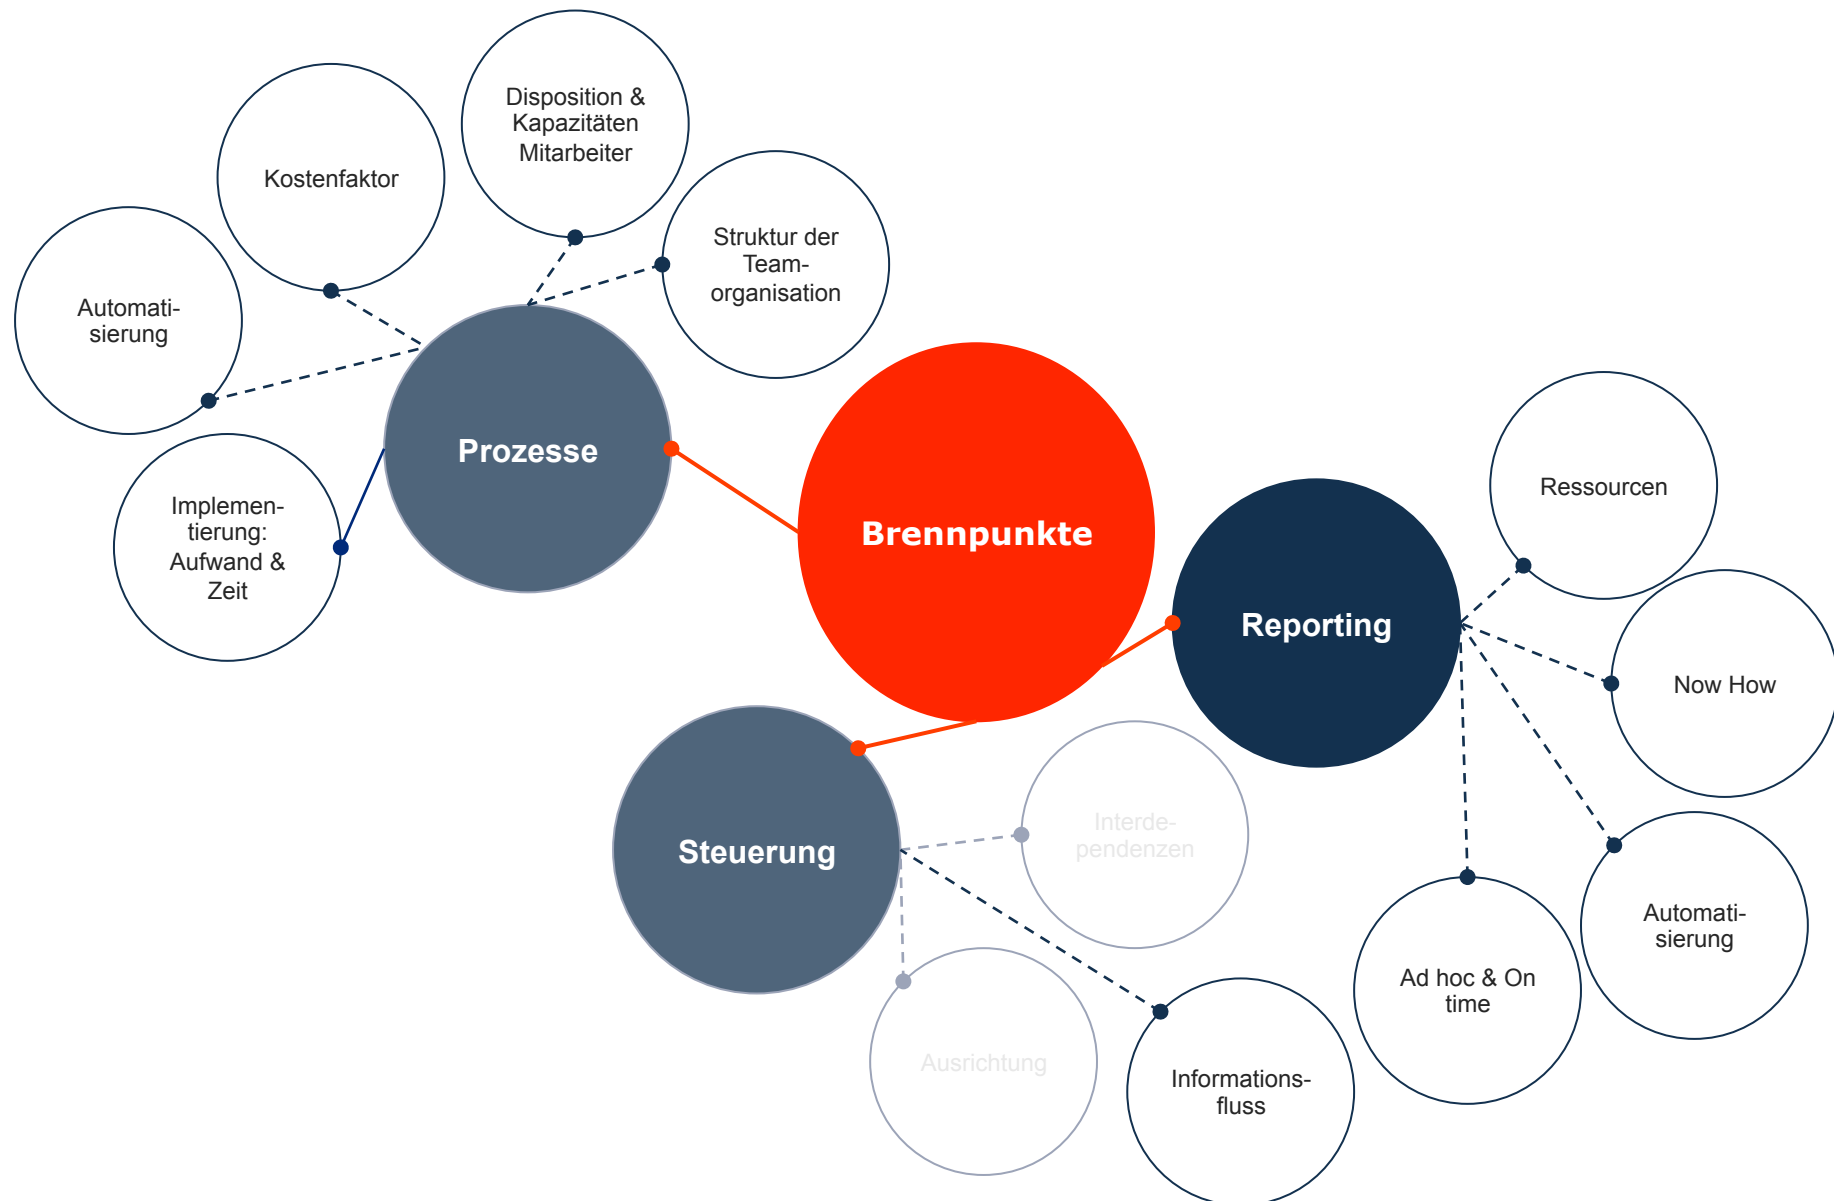 Disposition &
Kapazitäten
Mitarbeiter
Kostenfaktor
Struktur der
Team-
organisation
Automati-
sierung
Prozesse
Implemen-
tierung:
Aufwand &
Zeit
Brennpunkte
Ressourcen
Reporting
Now How
Steuerung
Interde-
pendenzen
Automati-
sierung
Ad hoc & On
time
Ausrichtung
Informations-
fluss